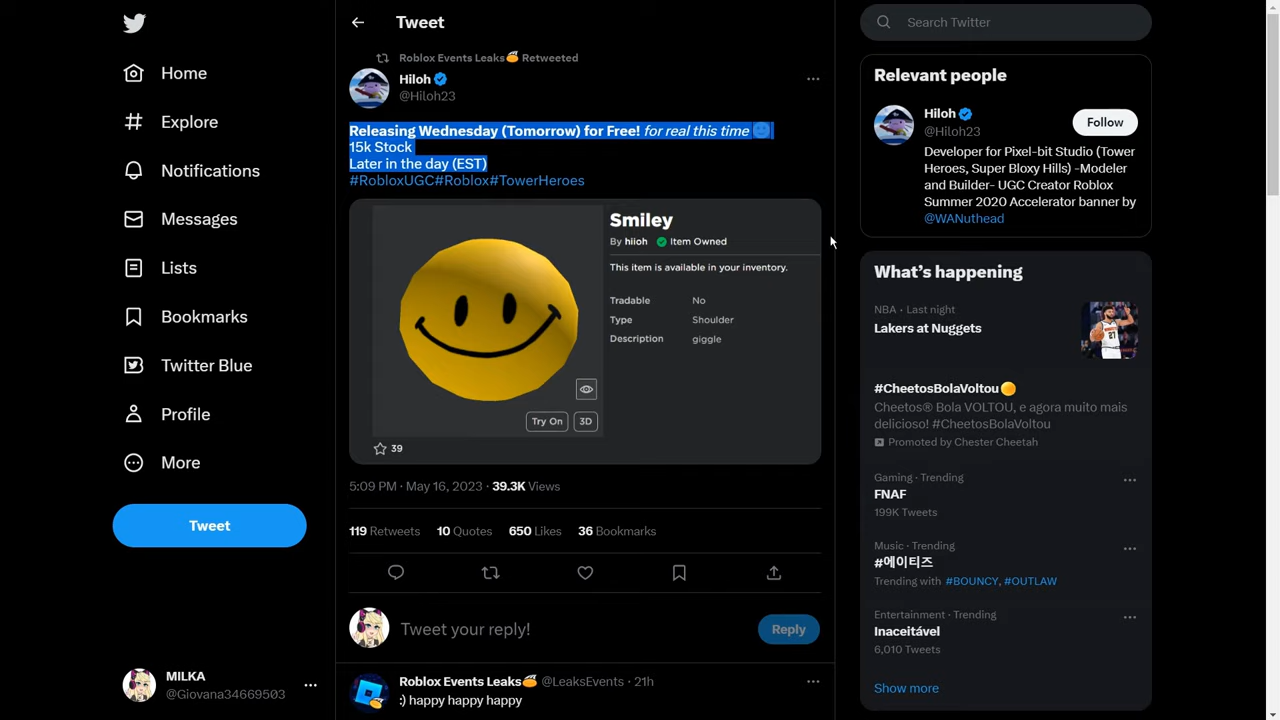 Home
Explore
Notifications
Messages
Lists
Bookmarks
Twitter Blue
Profile
More
Tweet
MILKA
@Giovana34669503
Tweet
Roblox Events Leaks Retweeted
Hiloh
@Hiloh23
Releasing Wednesday (Tomorrow) for Free! for real this time
15k Stock
Later in the day (EST)
#RobloxUGC#Roblox#TowerHeroes
Smiley
By hiioh Item Owned
This item is available in your inventory.
Tradable No
Type Shoulder
Description giggle
Try On 3D
39
5:09 PM · May 16, 2023 · 39.3K Views
119 Retweets 10 Quotes 650 Likes 36 Bookmarks
Tweet your reply!
Reply
Roblox Events Leaks @LeaksEvents · 21h
:) happy happy happy
Search Twitter
Relevant people
Hiloh
@Hiloh23
Follow
Developer for Pixel-bit Studio (Tower
Heroes, Super Bloxy Hills) -Modeler
and Builder- UGC Creator Roblox
Summer 2020 Accelerator banner by
@WANuthead
What's happening
NBA · Last night
Lakers at Nuggets
#CheetosBolaVoltou
Cheetos® Bola VOLTOU, e agora muito mais
delicioso! #CheetosBolaVoltou
Promoted by Chester Cheetah
Gaming · Trending
FNAF
199K Tweets
Music · Trending
#에이티즈
Trending with #BOUNCY, #OUTLAW
Entertainment · Trending
Inaceitável
6,010 Tweets
Show more